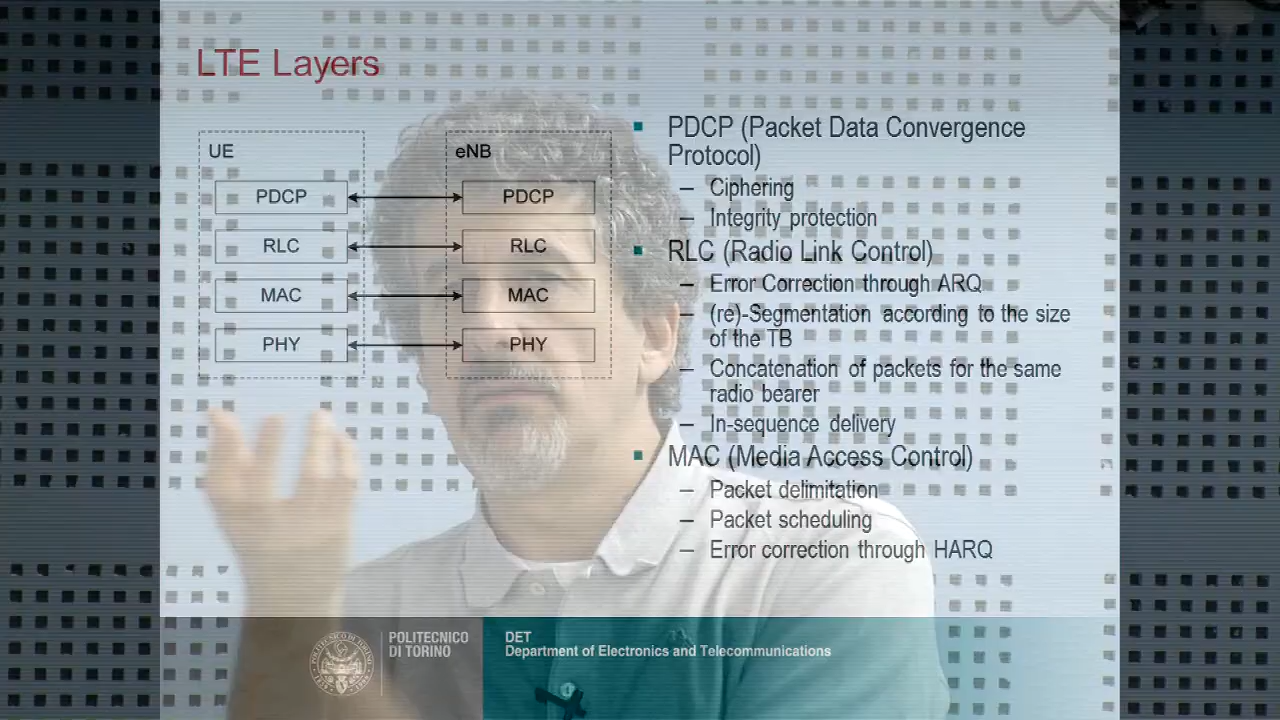 LTE Layers
UE
eNB
PDCP
PDCP
RLC
RLC
MAC
MAC
PHY
PHY
PDCP (Packet Data Convergence
Protocol)
– Ciphering
– Integrity protection
RLC (Radio Link Control)
– Error Correction through ARQ
– (re)-Segmentation according to the size
of the TB
– Concatenation of packets for the same
radio bearer
– In-sequence delivery
MAC (Media Access Control)
– Packet delimitation
– Packet scheduling
– Error correction through HARQ
POLITECNICO
DI TORINO
DET
Department of Electronics and Telecommunications